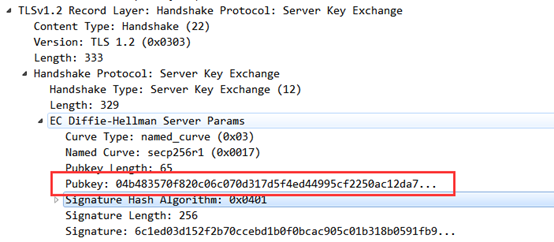 TLSv1.2 Record Layer: Handshake Protocol: Server Key Exchange
Content Type: Handshake (22)
Version: TLS 1.2 (0x0303)
Length: 333
Handshake Protocol: Server Key Exchange
Handshake Type: Server Key Exchange (12)
Length: 329
EC Diffie-Hellman Server Params
Curve Type: named_curve (0x03)
Named Curve: secp256r1 (0x0017)
Pubkey Length: 65
Pubkey: 04b483570f820c06c070d317d5f4ed44995cf2250ac12da7...
Signature Hash Algorithm: 0x0401
Signature Length: 256
Signature: 6c1ed03d152f2b70ccebd1b0f0bcac905c01b318b0591fb9...